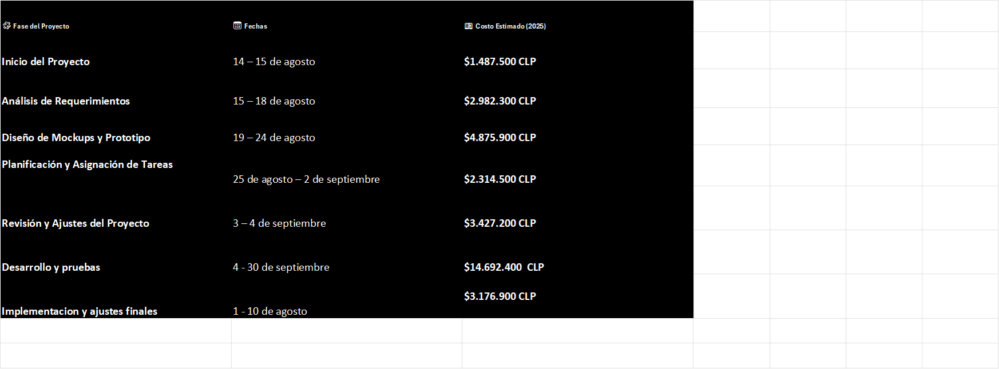 Fase del Proyecto Fechas Costo Estimado (2025)
Inicio del Proyecto 14 – 15 de agosto $1.487.500 CLP
Análisis de Requerimientos 15 – 18 de agosto $2.982.300 CLP
Diseño de Mockups y Prototipo 19 – 24 de agosto $4.875.900 CLP
Planificación y Asignación de Tareas 25 de agosto – 2 de septiembre $2.314.500 CLP
Revisión y Ajustes del Proyecto 3 – 4 de septiembre $3.427.200 CLP
Desarrollo y pruebas 4 - 30 de septiembre $14.692.400 CLP
Implementacion y ajustes finales 1 - 10 de agosto $3.176.900 CLP